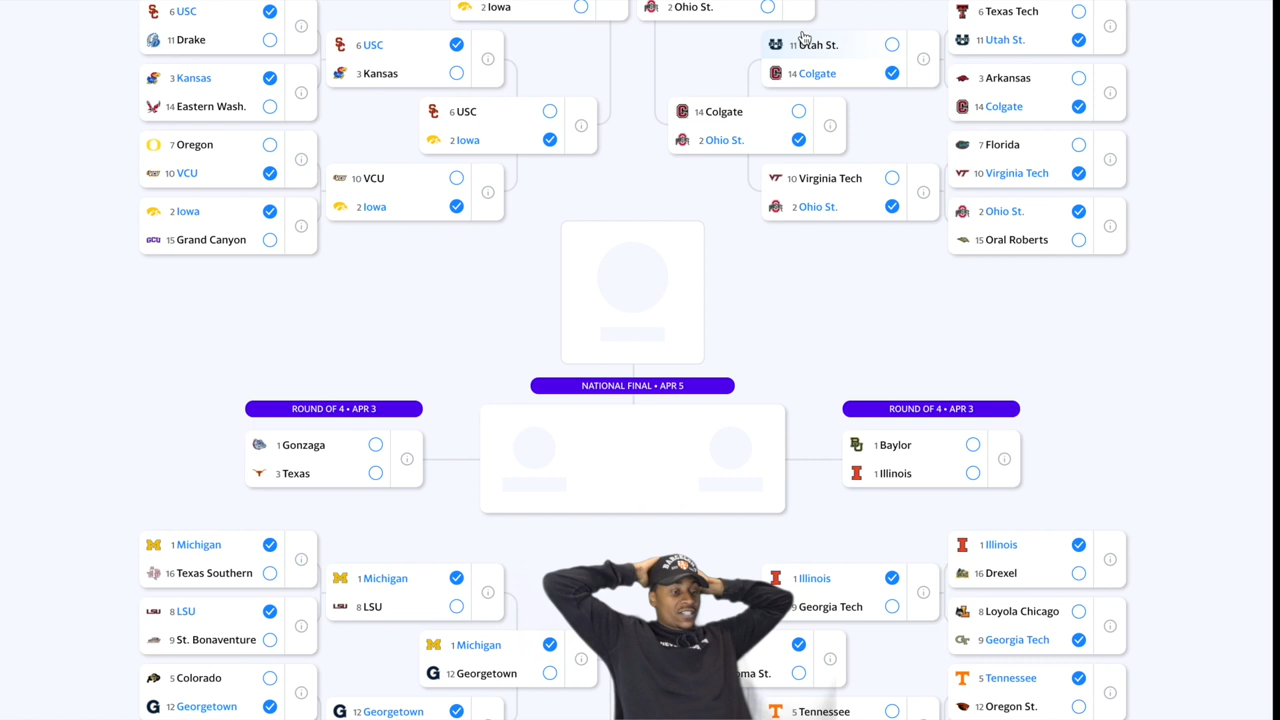 6 USC
11 Drake
3 Kansas
14 Eastern Wash.
7 Oregon
10 VCU
2 Iowa
15 Grand Canyon
6 USC
3 Kansas
10 VCU
2 Iowa
2 Iowa
6 USC
2 Iowa
2 Ohio St.
14 Colgate
2 Ohio St.
11 Utah St.
14 Colgate
10 Virginia Tech
2 Ohio St.
6 Texas Tech
11 Utah St.
3 Arkansas
14 Colgate
7 Florida
10 Virginia Tech
2 Ohio St.
15 Oral Roberts
NATIONAL FINAL • APR 5
ROUND OF 4 • APR 3
1 Gonzaga
3 Texas
ROUND OF 4 • APR 3
1 Baylor
1 Illinois
1 Michigan
16 Texas Southern
8 LSU
9 St. Bonaventure
5 Colorado
12 Georgetown
1 Michigan
8 LSU
12 Georgetown
1 Michigan
12 Georgetown
1 Illinois
9 Georgia Tech
5 Tennessee
1 Illinois
16 Drexel
8 Loyola Chicago
9 Georgia Tech
5 Tennessee
12 Oregon St.